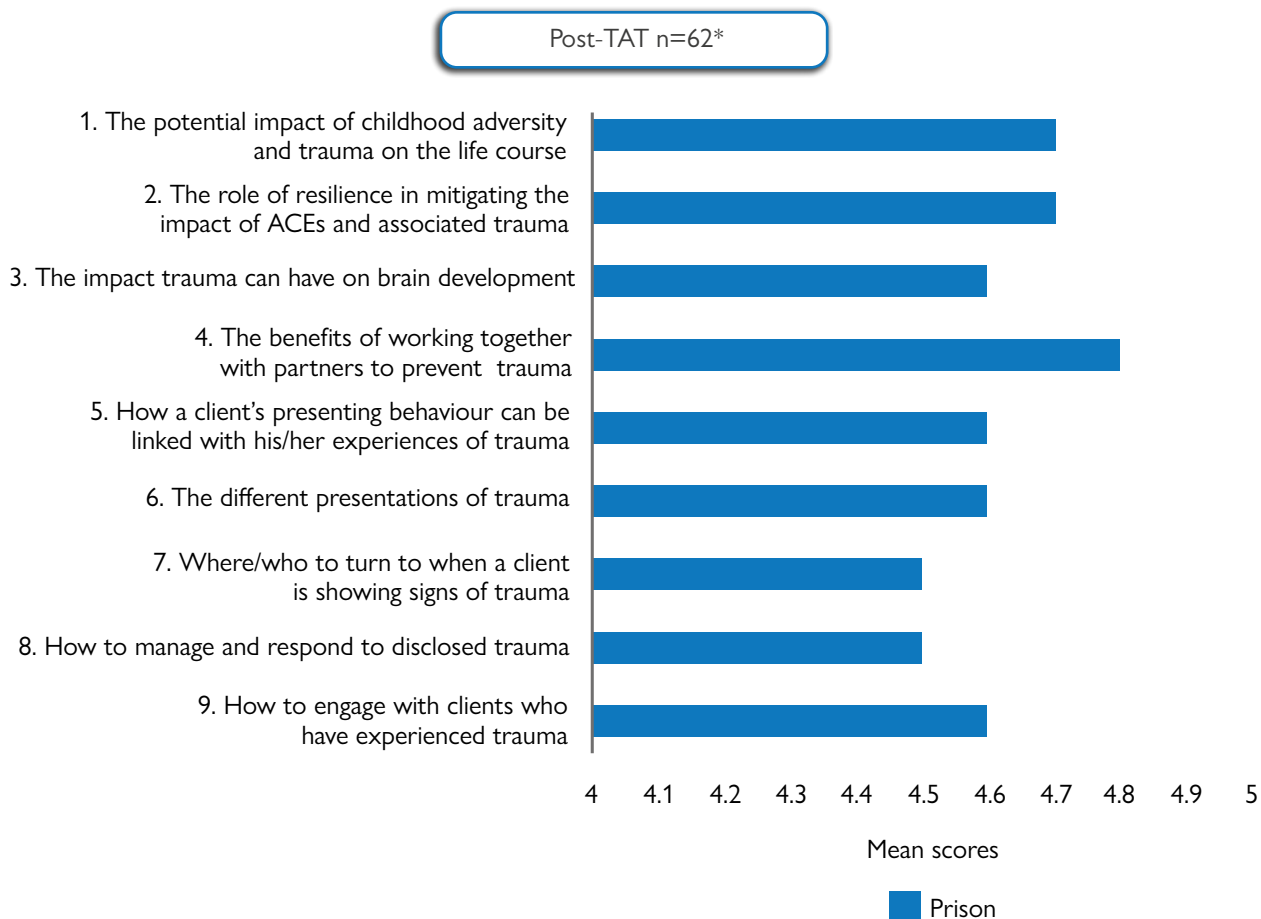 Post-TAT n=62*
1. The potential impact of childhood adversity
and trauma on the life course
2. The role of resilience in mitigating the
impact of ACEs and associated trauma
3. The impact trauma can have on brain development
4. The benefits of working together
with partners to prevent  trauma
5. How a client’s presenting behaviour can be
linked with his/her experiences of trauma
6. The different presentations of trauma
7. Where/who to turn to when a client
is showing signs of trauma
8. How to manage and respond to disclosed trauma
9. How to engage with clients who
have experienced trauma
4 4.1 4.2 4.3 4.4 4.5 4.6 4.7 4.8 4.9 5
Mean scores
Prison